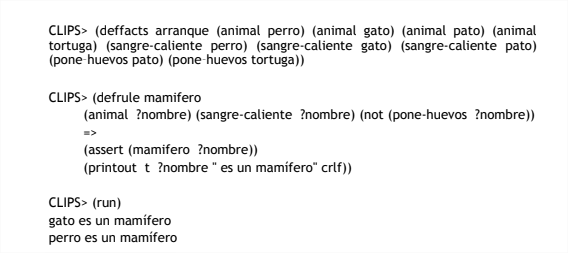 CLIPS> (deffacts arranque (animal perro) (animal gato) (animal pato) (animal
tortuga) (sangre-caliente perro) (sangre-caliente gato) (sangre-caliente pato)
(pone-huevos pato) (pone-huevos tortuga))
CLIPS> (defrule mamifero
(animal ?nombre) (sangre-caliente ?nombre) (not (pone-huevos ?nombre))
=>
(assert (mamifero ?nombre))
(printout t ?nombre " es un mamífero" crlf))
CLIPS> (run)
gato es un mamífero
perro es un mamífero